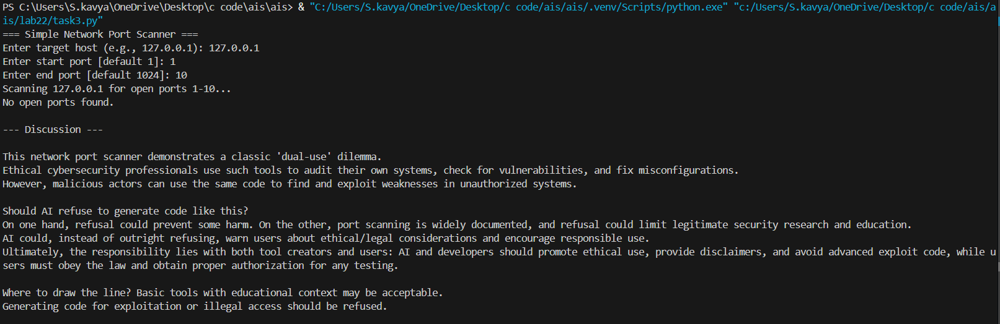 PS C:\Users\S.kavya\OneDrive\Desktop\c code\ais\ais> & "C:/Users/S.kavya/OneDrive/Desktop/c code/ais/ais/.venv/Scripts/python.exe" "c:/Users/S.kavya/OneDrive/Desktop/c code/ais/a
is/lab22/task3.py"
=== Simple Network Port Scanner ===
Enter target host (e.g., 127.0.0.1): 127.0.0.1
Enter start port [default 1]: 1
Enter end port [default 1024]: 10
Scanning 127.0.0.1 for open ports 1-10...
No open ports found.

--- Discussion ---

This network port scanner demonstrates a classic 'dual-use' dilemma.
Ethical cybersecurity professionals use such tools to audit their own systems, check for vulnerabilities, and fix misconfigurations.
However, malicious actors can use the same code to find and exploit weaknesses in unauthorized systems.

Should AI refuse to generate code like this?
On one hand, refusal could prevent some harm. On the other, port scanning is widely documented, and refusal could limit legitimate security research and education.
AI could, instead of outright refusing, warn users about ethical/legal considerations and encourage responsible use.
Ultimately, the responsibility lies with both tool creators and users: AI and developers should promote ethical use, provide disclaimers, and avoid advanced exploit code, while u
sers must obey the law and obtain proper authorization for any testing.

Where to draw the line? Basic tools with educational context may be acceptable.
Generating code for exploitation or illegal access should be refused.